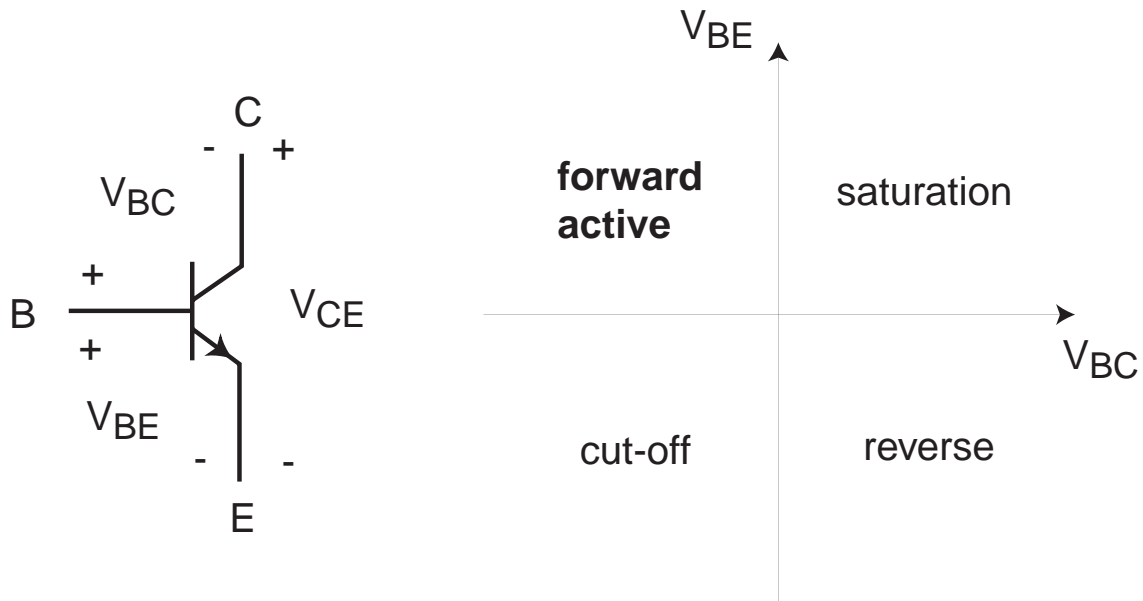 C
- +
V_BC
+
B
V_CE
+
V_BE
- -
E
V_BE
forward
active
saturation
V_BC
cut-off
reverse